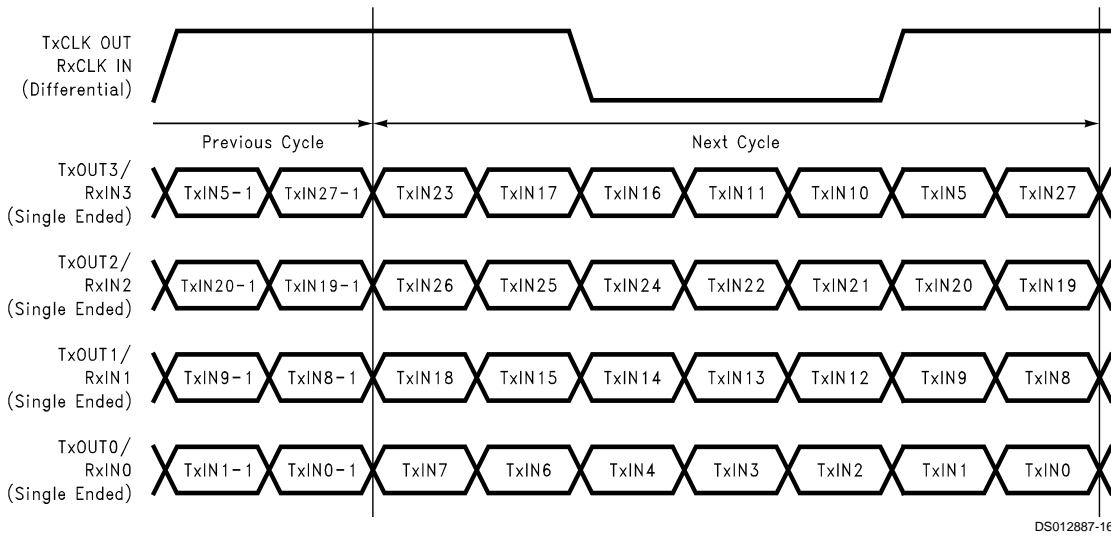 TxCLK OUT
RxCLK IN
(Differential)
Previous Cycle Next Cycle
TxOUT3/
RxIN3
(Single Ended)
TxIN5-1 TxIN27-1 TxIN23 TxIN17 TxIN16 TxIN11 TxIN10 TxIN5 TxIN27
TxOUT2/
RxIN2
(Single Ended)
TxIN20-1 TxIN19-1 TxIN26 TxIN25 TxIN24 TxIN22 TxIN21 TxIN20 TxIN19
TxOUT1/
RxIN1
(Single Ended)
TxIN9-1 TxIN8-1 TxIN18 TxIN15 TxIN14 TxIN13 TxIN12 TxIN9 TxIN8
TxOUT0/
RxIN0
(Single Ended)
TxIN1-1 TxIN0-1 TxIN7 TxIN6 TxIN4 TxIN3 TxIN2 TxIN1 TxIN0
DS012887-16